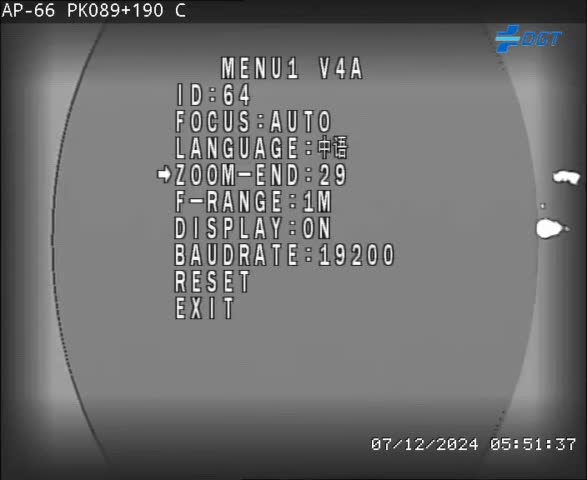 AP-66 PK089+190 C
DGT
MENU1 V4A
ID:64
FOCUS:AUTO
LANGUAGE:中语
ZOOM-END:29
F-RANGE:1M
DISPLAY:ON
BAUDRATE:19200
RESET
EXIT
07/12/2024 05:51:37